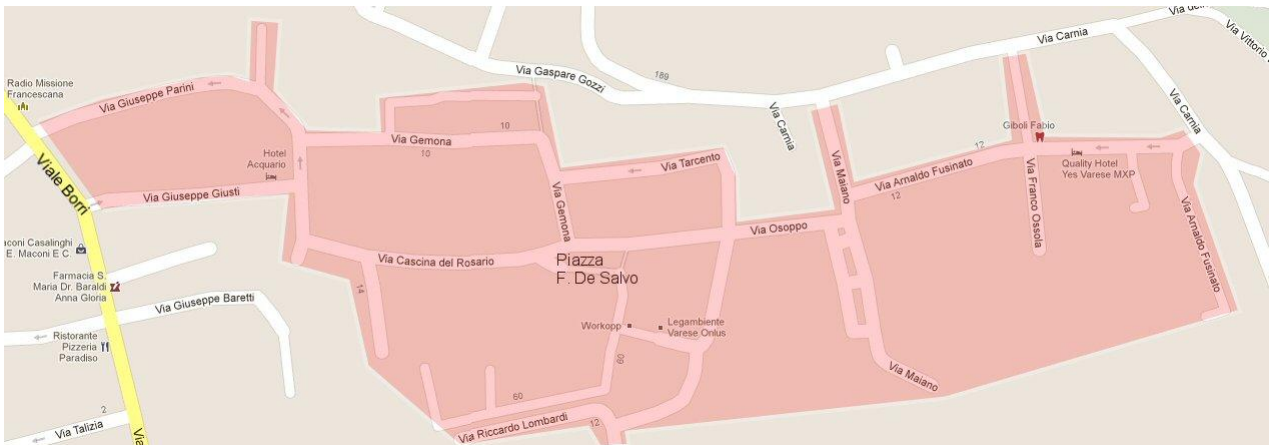 Via Carnia
Via Vittorio
Via Gaspare Gozzi
189
Radio Missione
Francescana
Via Giuseppe Parini
Via Carnia
Via Carnia
Giboli Fabio
10
Via Gemona
10
12
Hotel
Acquario
Via Tarcento
Via Maiano
Via Arnaldo Fusinato
12
Quality Hotel
Yes Varese MXP
Viale Borri
Via Giuseppe Giusti
Via Gemona
Via Osoppo
Via Franco Ossola
Via Arnaldo Fusinato
aconi Casalinghi
E. Maconi E C.
Via Cascina del Rosario
Piazza
F. De Salvo
Farmacia S.
Maria Dr. Baraldi
Anna Gloria
14
Via Giuseppe Baretti
Workopp
Legambiente
Varese Onlus
Ristorante
Pizzeria
Paradiso
60
Via Maiano
60
2
Via Talizia
Via Riccardo Lombardi
12